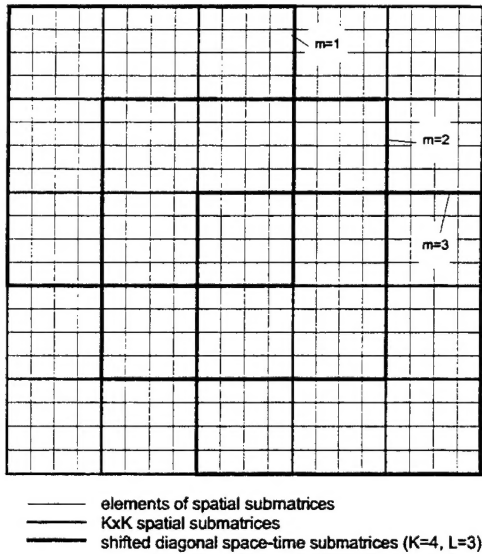 m=1
m=2
m=3
elements of spatial submatrices
KxK spatial submatrices
shifted diagonal space-time submatrices (K=4, L=3)